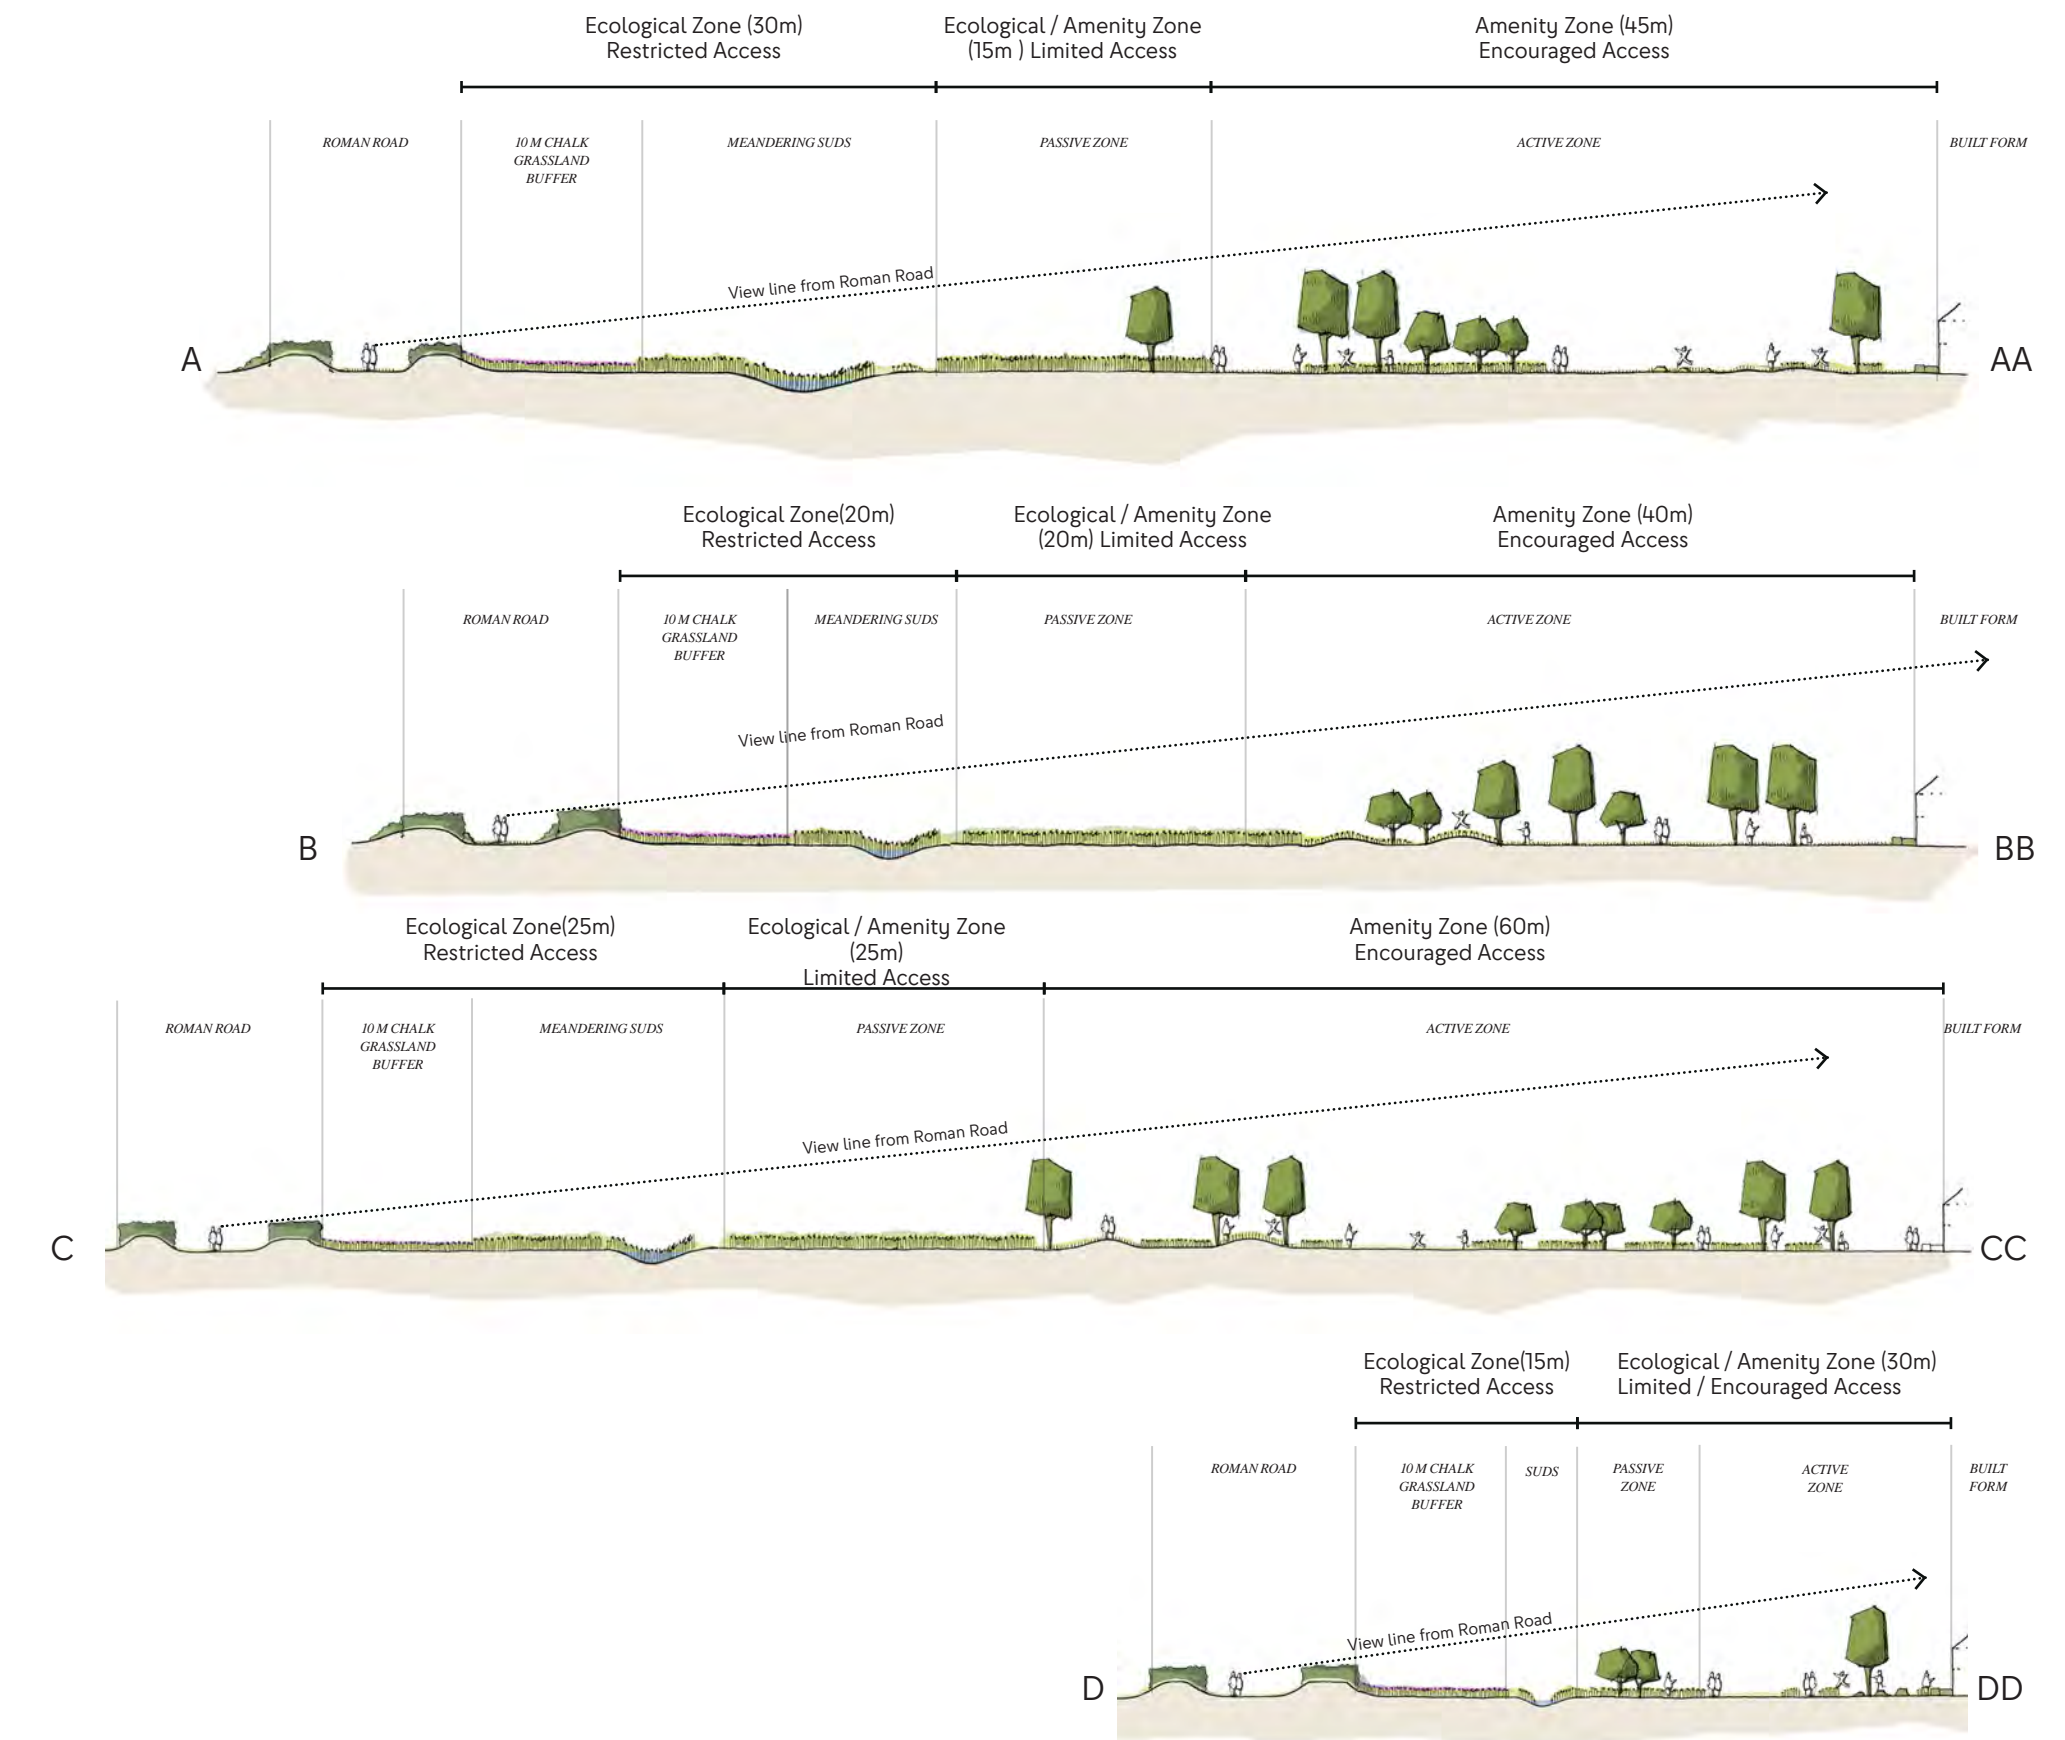 Ecological Zone (30m)
Restricted Access
Ecological / Amenity Zone
(15m ) Limited Access
Amenity Zone (45m)
Encouraged Access
ROMAN ROAD
10 M CHALK
GRASSLAND
BUFFER
MEANDERING SUDS
PASSIVE ZONE
ACTIVE ZONE
BUILT FORM
View line from Roman Road
A
AA
Ecological Zone(20m)
Restricted Access
Ecological / Amenity Zone
(20m) Limited Access
Amenity Zone (40m)
Encouraged Access
ROMAN ROAD
10 M CHALK
GRASSLAND
BUFFER
MEANDERING SUDS
PASSIVE ZONE
ACTIVE ZONE
BUILT FORM
View line from Roman Road
B
BB
Ecological Zone(25m)
Restricted Access
Ecological / Amenity Zone
(25m)
Limited Access
Amenity Zone (60m)
Encouraged Access
ROMAN ROAD
10 M CHALK
GRASSLAND
BUFFER
MEANDERING SUDS
PASSIVE ZONE
ACTIVE ZONE
BUILT FORM
View line from Roman Road
C
CC
Ecological Zone(15m)
Restricted Access
Ecological / Amenity Zone (30m)
Limited / Encouraged Access
ROMAN ROAD
10 M CHALK
GRASSLAND
BUFFER
SUDS
PASSIVE
ZONE
ACTIVE
ZONE
BUILT
FORM
View line from Roman Road
D
DD